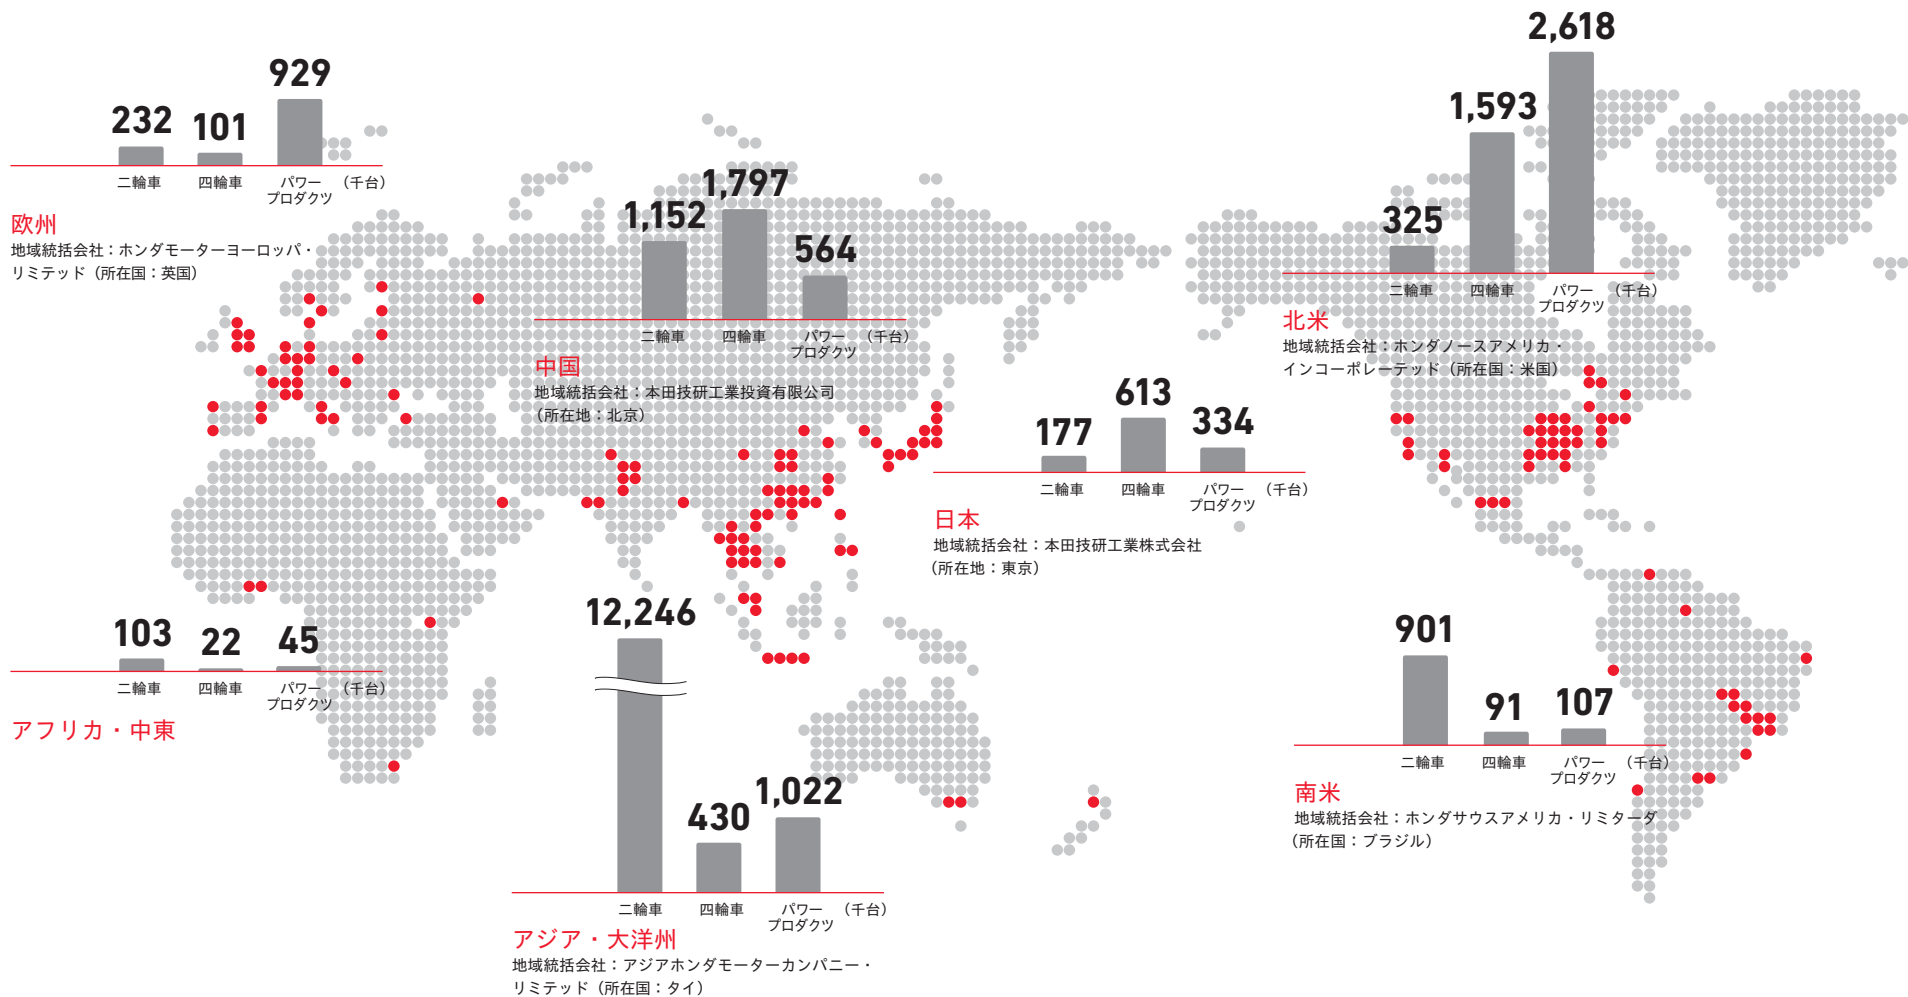 232 101 929
二輪車 四輪車 パワー (千台)
プロダクツ
欧州
地域統括会社：ホンダモーターヨーロッパ・
リミテッド（所在国：英国）
1,152 1,797 564
二輪車 四輪車 パワー (千台)
プロダクツ
中国
地域統括会社：本田技研工業投資有限公司
（所在地：北京）
325 1,593 2,618
二輪車 四輪車 パワー (千台)
プロダクツ
北米
地域統括会社：ホンダノースアメリカ・
インコーポレーテッド（所在国：米国）
177 613 334
二輪車 四輪車 パワー (千台)
プロダクツ
日本
地域統括会社：本田技研工業株式会社
（所在地：東京）
103 22 45
二輪車 四輪車 パワー (千台)
プロダクツ
アフリカ・中東
12,246 430 1,022
二輪車 四輪車 パワー (千台)
プロダクツ
アジア・大洋州
地域統括会社：アジアホンダモーターカンパニー・
リミテッド（所在国：タイ）
901 91 107
二輪車 四輪車 パワー (千台)
プロダクツ
南米
地域統括会社：ホンダサウスアメリカ・リミターダ
（所在国：ブラジル）